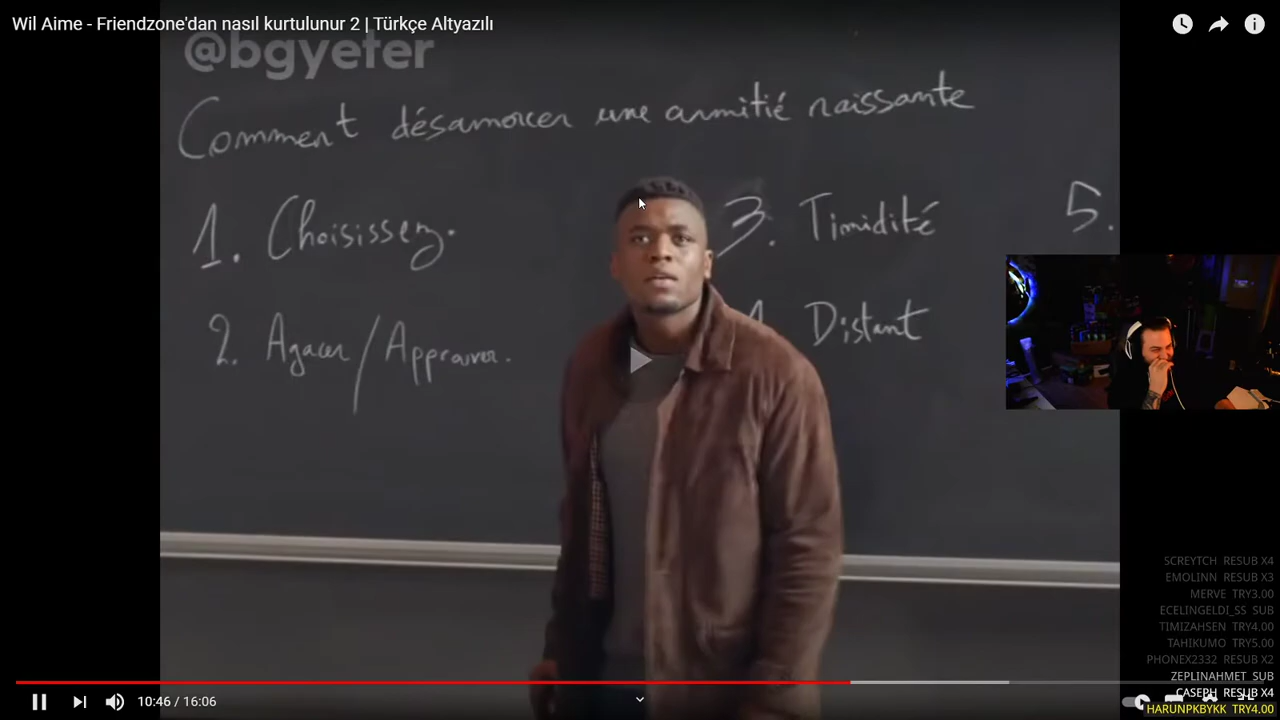 Wil Aime - Friendzone'dan nasıl kurtulunur 2 | Türkçe Altyazılı
@bgyeter
Comment désamorcer une armitié naissante
1. Choisissez.
2. Agacer/Approuver.
3. Timidité
4. Distant
5.
SCREYTCH RESUB X4
EMOLINN RESUB X3
MERVE TRY3.00
ECELINGELDI_SS SUB
TIMIZAHSEN TRY4.00
TAHIKUMO TRY5.00
PHONEX2332 RESUB X2
ZEPLINAHMET SUB
CASEPH RESUB X4
HARUNPKBYKK TRY4.00
10:46 / 16:06